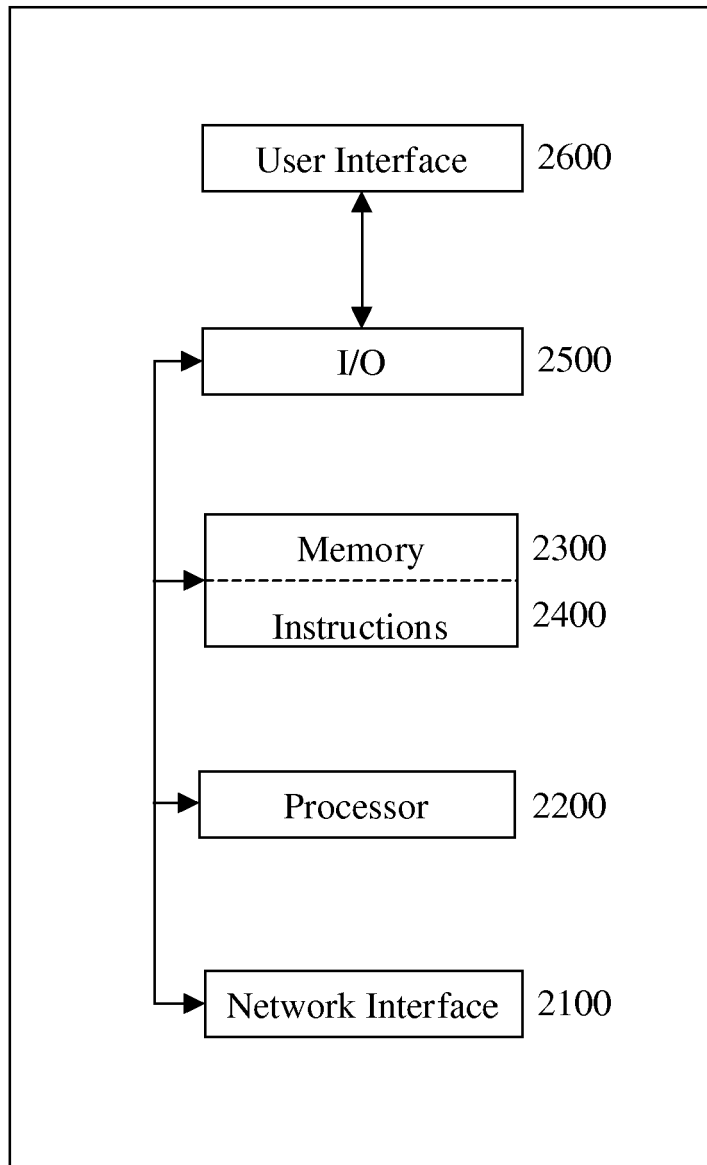 User Interface 2600
I/O 2500
Memory 2300
Instructions 2400
Processor 2200
Network Interface 2100